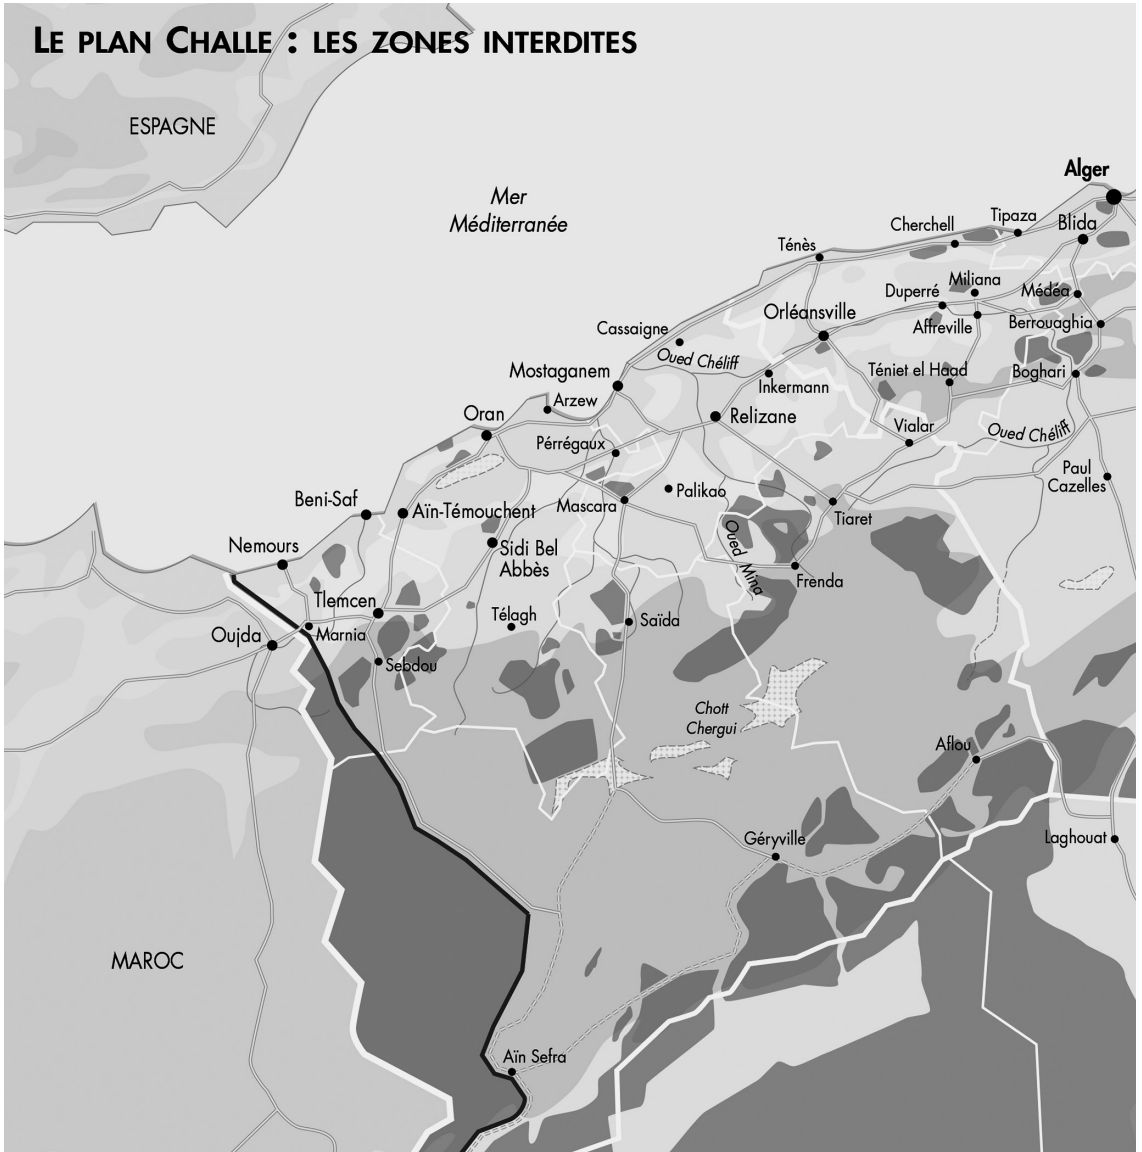 LE PLAN CHALLE : LES ZONES INTERDITES
ESPAGNE
Mer
Méditerranée
Alger
Tipaza
Cherchell
Blida
Ténès
Miliana
Duperré
Médéa
Orléansville
Affreville
Berrouaghia
Cassaigne
Oued Chéliff
Téniet el Haad
Boghari
Mostaganem
Inkermann
Arzew
Oran
Relizane
Vialar
Oued Chéliff
Pérrégaux
Paul
Cazelles
Palikao
Beni-Saf
Aïn-Témouchent
Mascara
Tiaret
Nemours
Sidi Bel
Abbès
Oued Mina
Frenda
Tlemcen
Télagh
Saïda
Oujda
Marnia
Sebdou
Chott
Chergui
Aflou
Géryville
Laghouat
MAROC
Aïn Sefra